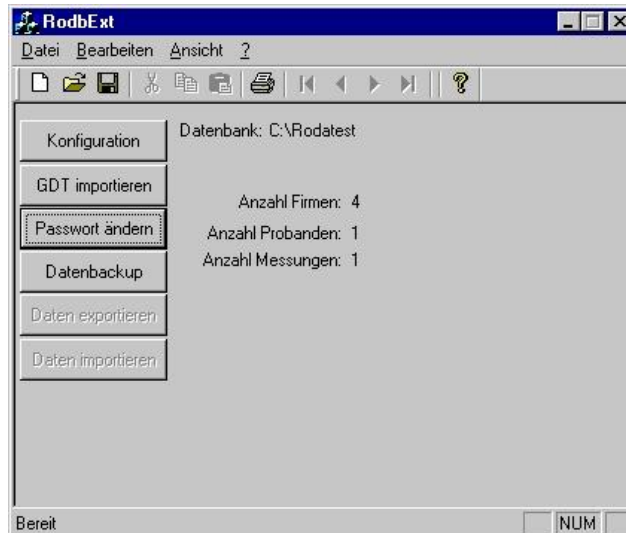 RodbExt
Datei Bearbeiten Ansicht ?
Konfiguration
GDT importieren
Passwort ändern
Datenbackup
Daten exportieren
Daten importieren
Datenbank: C:\Rodatest
Anzahl Firmen: 4
Anzahl Probanden: 1
Anzahl Messungen: 1
Bereit
NUM